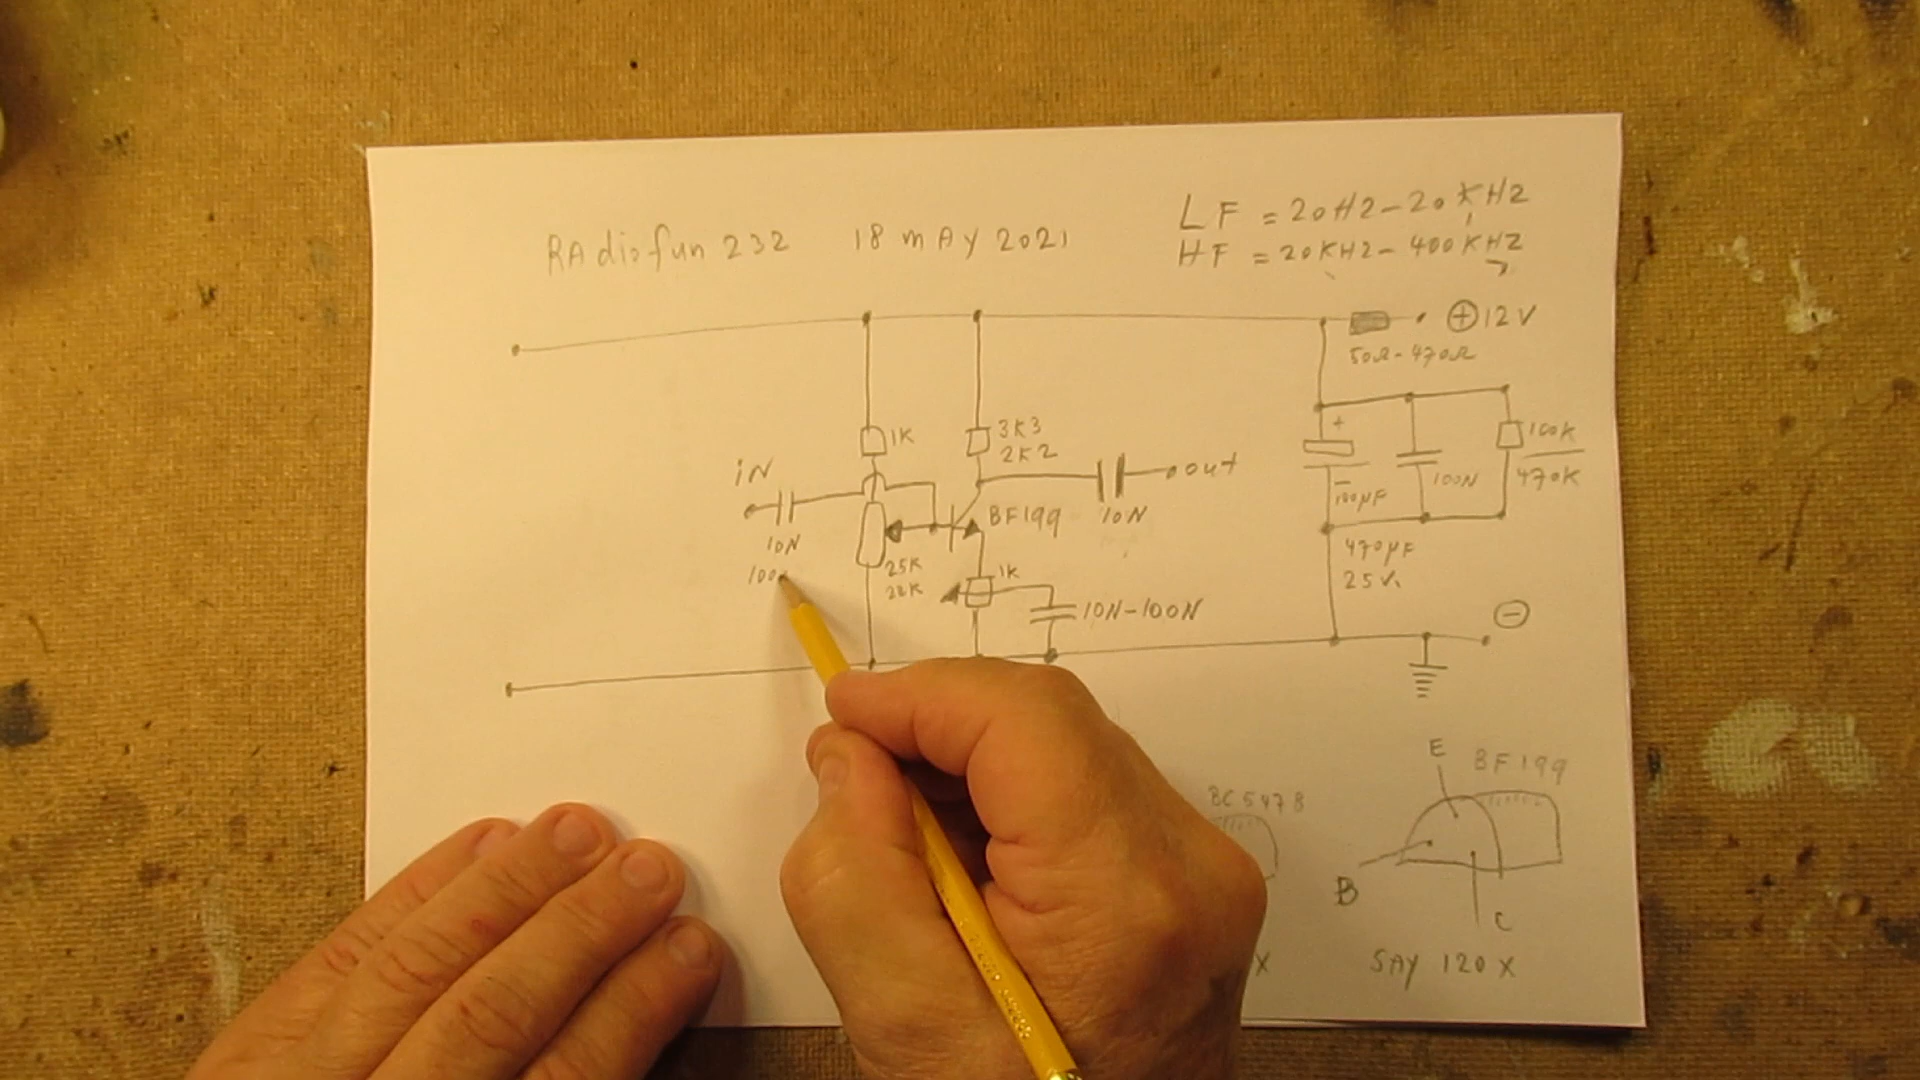 RAdiofun 232 18 mAY 2021
LF = 20HZ - 20KHZ
HF = 20KHZ - 400KHZ
+ 12V
50Ω - 470Ω
1K
3K3
2K2
iN
out
10N
BF199
10N
25K
22K
1K
10N-100N
+
-
100µF
100N
100K
470K
470µF
25V.
-
BC547B
E
BF199
B
C
X
SAY 120X